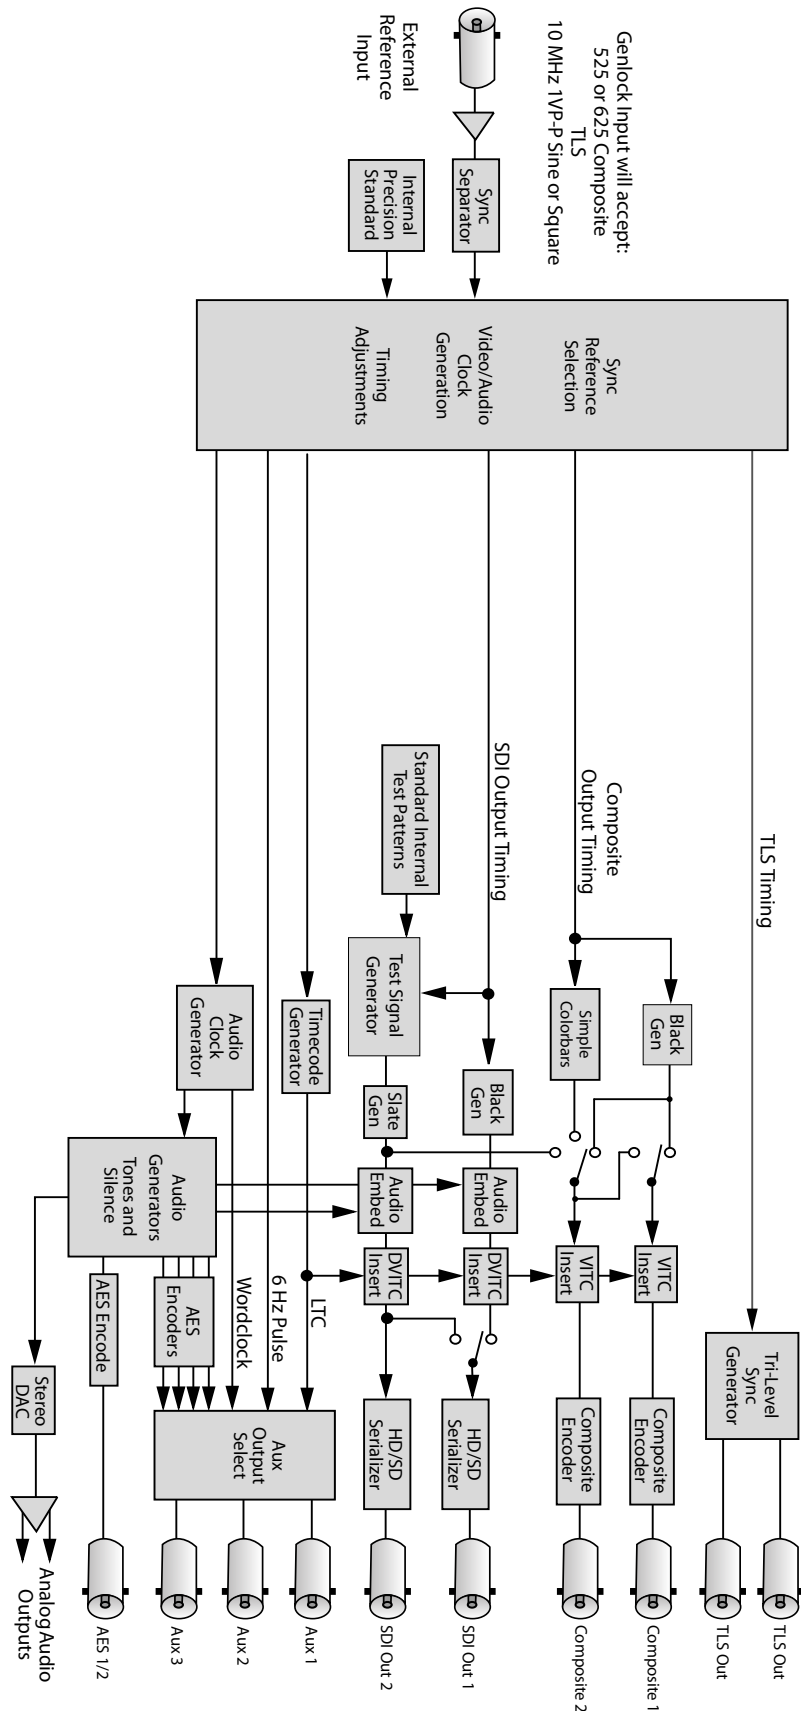 Genlock Input will accept:
525 or 625 Composite
TLS
10 MHz 1VP-P Sine or Square
External
Reference
Input
Sync
Separator
Internal
Precision
Standard
Sync
Reference
Selection
Video/Audio
Clock
Generation
Timing
Adjustments
TLS Timing
Composite
Output Timing
SDI Output Timing
Standard Internal
Test Patterns
Black
Gen
Simple
Colorbars
Black
Gen
Test Signal
Generator
Slate
Gen
Timecode
Generator
Audio
Clock
Generator
Audio
Embed
Audio
Embed
Audio
Generators
Tones and
Silence
VITC
Insert
VITC
Insert
DVITC
Insert
DVITC
Insert
LTC
6 Hz Pulse
Wordclock
AES
Encoders
AES Encode
Tri-Level
Sync
Generator
Composite
Encoder
Composite
Encoder
HD/SD
Serializer
HD/SD
Serializer
Aux
Output
Select
Stereo
DAC
TLS Out
TLS Out
Composite 1
Composite 2
SDI Out 1
SDI Out 2
Aux 1
Aux 2
Aux 3
AES 1/2
Analog Audio
Outputs